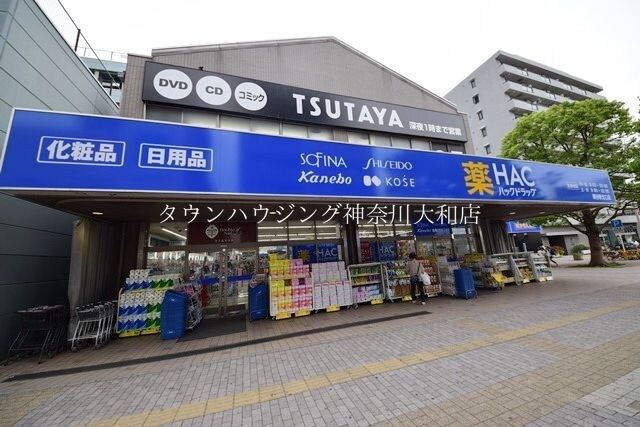 DVD CD コミック
TSUTAYA
深夜1時まで営業
化粧品 日用品
SOFINA SHISEIDO
Kanebo KOSÉ
薬 HAC
ハックドラッグ
タウンハウジング神奈川大和店
HAC